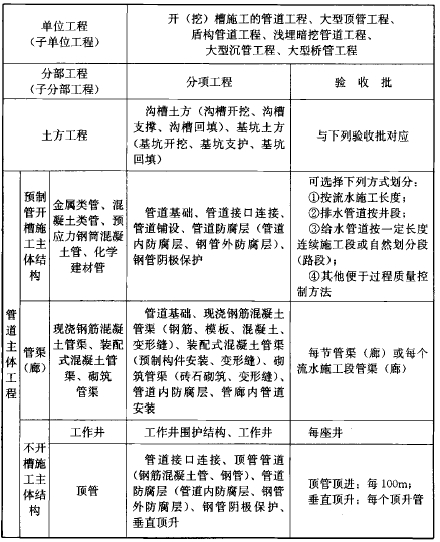 单位工程
（子单位工程）
开（挖）槽施工的管道工程、大型顶管工程、
盾构管道工程、浅埋暗挖管道工程、
大型沉管工程、大型桥管工程
分部工程
（子分部工程）
分项工程
验 收 批
土方工程
沟槽土方（沟槽开挖、沟槽
支撑、沟槽回填）、基坑土方
（基坑开挖、基坑支护、基坑
回填）
与下列验收批对应
管道主体工程
预制
管开
槽施
工主
体结
构
金属类管、混
凝土类管、预
应力钢筒混凝
土管、化学
建材管
管道基础、管道接口连接、
管道铺设、管道防腐层（管道
内防腐层、钢管外防腐层）、
钢管阴极保护
可选择下列方式划分：
①按流水施工长度；
②排水管道按井段；
③给水管道按一定长度
连续施工段或自然划分段
（路段）；
④其他便于过程质量控
制方法
管渠
（廊）
现浇钢筋混凝
土管渠、装配
式混凝土管
渠、砌筑
管渠
管道基础、现浇钢筋混凝土
管渠（钢筋、模板、混凝土、
变形缝）、装配式混凝土管渠
（预制构件安装、变形缝）、砌
筑管渠（砖石砌筑、变形缝）、
管道内防腐层、管廊内管道
安装
每节管渠（廊）或每个
流水施工段管渠（廊）
不开
槽施
工主
体结
构
工作井
工作井围护结构、工作井
每座井
顶管
管道接口连接、顶管管道
（钢筋混凝土管、钢管）、管道
防腐层（管道内防腐层、钢管
外防腐层）、钢管阴极保护、
垂直顶升
顶管顶进：每 100m；
垂直顶升：每个顶升管